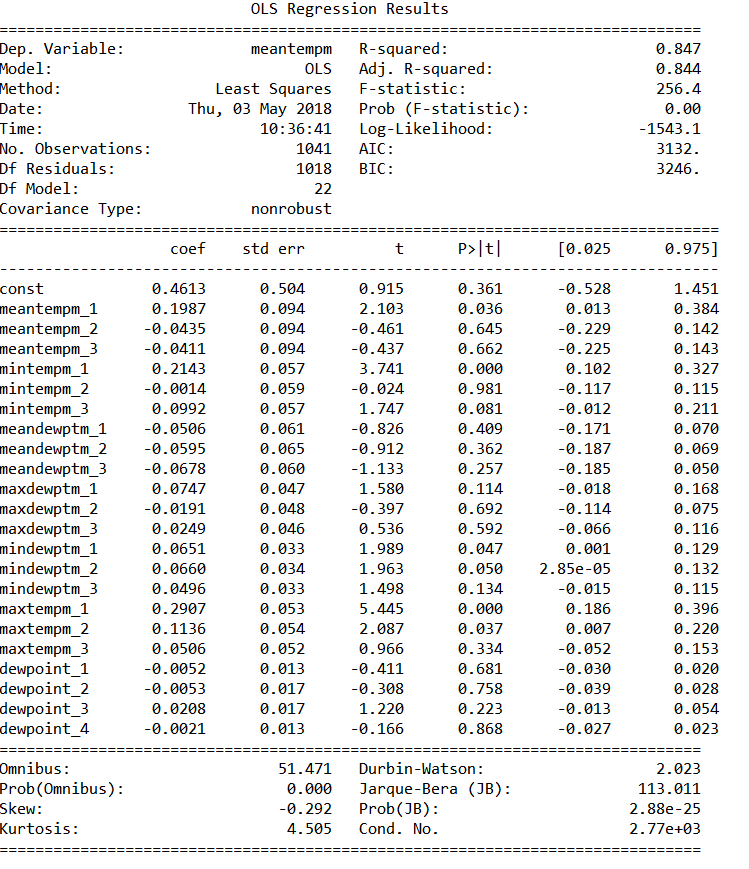 OLS Regression Results
==============================================================================
Dep. Variable: meantempm R-squared: 0.847
Model: OLS Adj. R-squared: 0.844
Method: Least Squares F-statistic: 256.4
Date: Thu, 03 May 2018 Prob (F-statistic): 0.00
Time: 10:36:41 Log-Likelihood: -1543.1
No. Observations: 1041 AIC: 3132.
Df Residuals: 1018 BIC: 3246.
Df Model: 22
Covariance Type: nonrobust
================================================================================
coef std err t P>|t| [0.025 0.975]
--------------------------------------------------------------------------------
const 0.4613 0.504 0.915 0.361 -0.528 1.451
meantempm_1 0.1987 0.094 2.103 0.036 0.013 0.384
meantempm_2 -0.0435 0.094 -0.461 0.645 -0.229 0.142
meantempm_3 -0.0411 0.094 -0.437 0.662 -0.225 0.143
mintempm_1 0.2143 0.057 3.741 0.000 0.102 0.327
mintempm_2 -0.0014 0.059 -0.024 0.981 -0.117 0.115
mintempm_3 0.0992 0.057 1.747 0.081 -0.012 0.211
meandewptm_1 -0.0506 0.061 -0.826 0.409 -0.171 0.070
meandewptm_2 -0.0595 0.065 -0.912 0.362 -0.187 0.069
meandewptm_3 -0.0678 0.060 -1.133 0.257 -0.185 0.050
maxdewptm_1 0.0747 0.047 1.580 0.114 -0.018 0.168
maxdewptm_2 -0.0191 0.048 -0.397 0.692 -0.114 0.075
maxdewptm_3 0.0249 0.046 0.536 0.592 -0.066 0.116
mindewptm_1 0.0651 0.033 1.989 0.047 0.001 0.129
mindewptm_2 0.0660 0.034 1.963 0.050 2.85e-05 0.132
mindewptm_3 0.0496 0.033 1.498 0.134 -0.015 0.115
maxtempm_1 0.2907 0.053 5.445 0.000 0.186 0.396
maxtempm_2 0.1136 0.054 2.087 0.037 0.007 0.220
maxtempm_3 0.0506 0.052 0.966 0.334 -0.052 0.153
dewpoint_1 -0.0052 0.013 -0.411 0.681 -0.030 0.020
dewpoint_2 -0.0053 0.017 -0.308 0.758 -0.039 0.028
dewpoint_3 0.0208 0.017 1.220 0.223 -0.013 0.054
dewpoint_4 -0.0021 0.013 -0.166 0.868 -0.027 0.023
==============================================================================
Omnibus: 51.471 Durbin-Watson: 2.023
Prob(Omnibus): 0.000 Jarque-Bera (JB): 113.011
Skew: -0.292 Prob(JB): 2.88e-25
Kurtosis: 4.505 Cond. No. 2.77e+03
==============================================================================